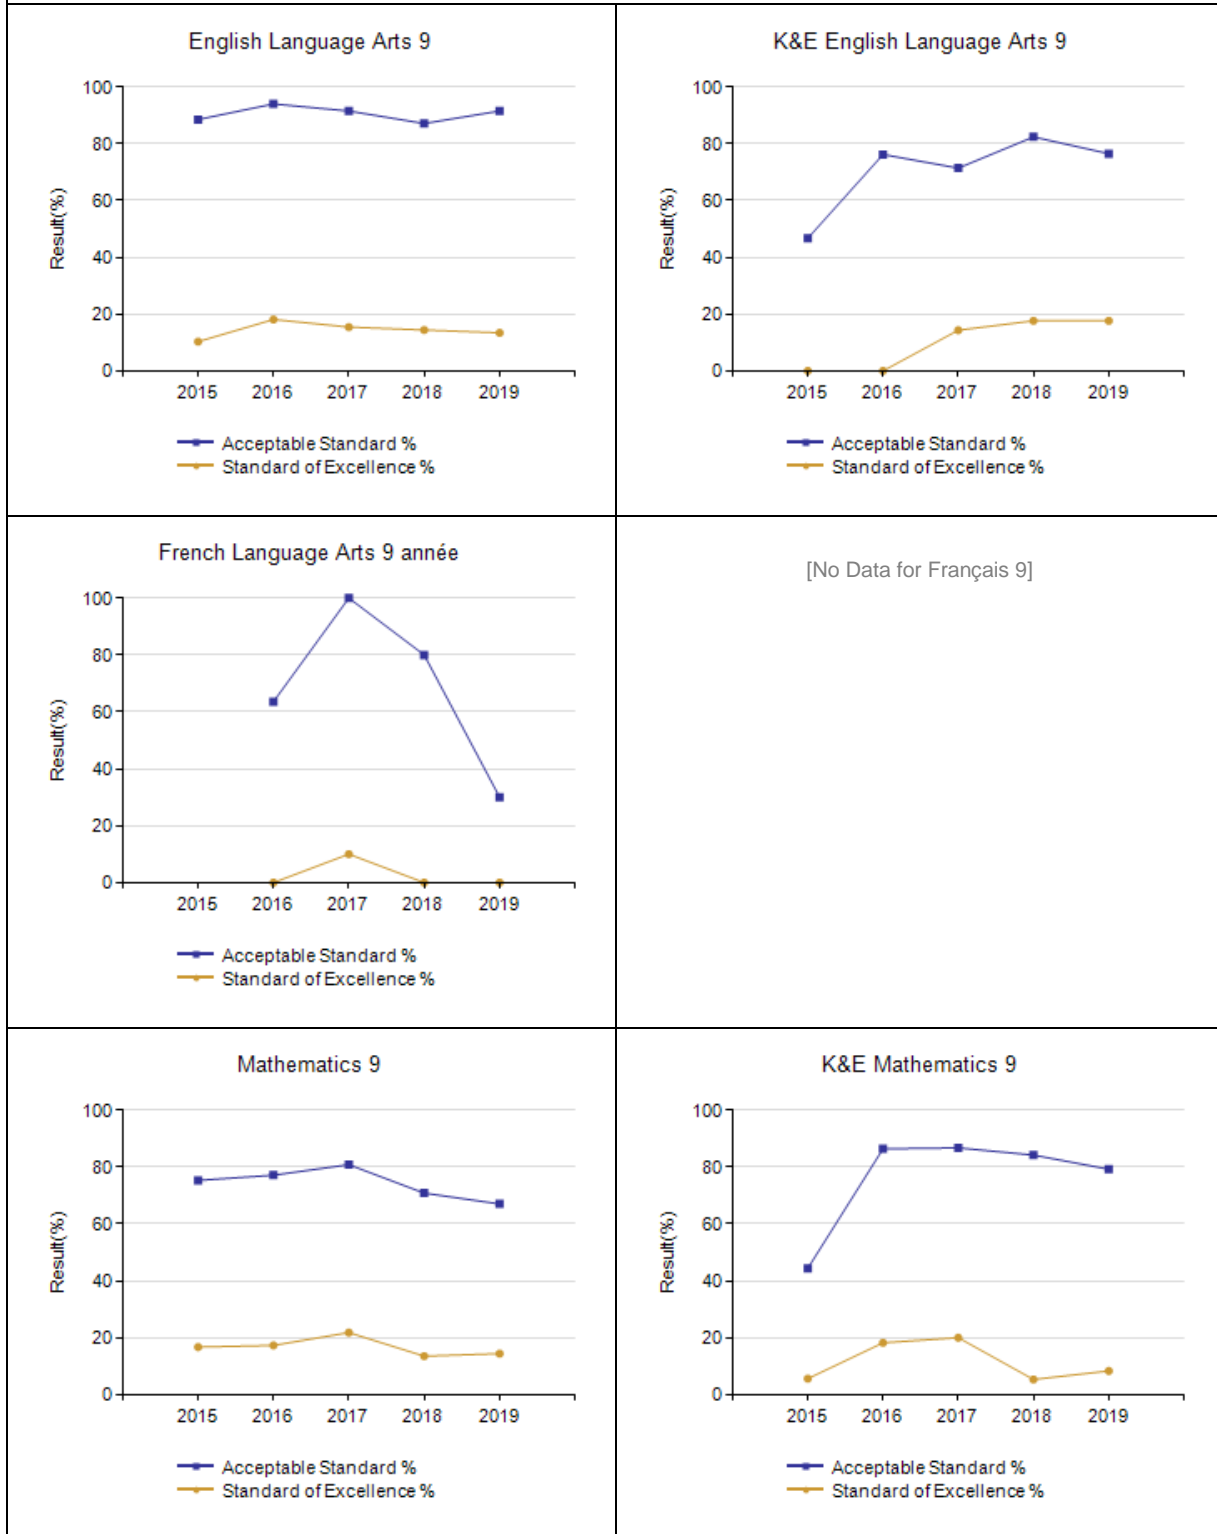 English Language Arts 9
100
80
60
40
20
0
Result(%)
2015 2016 2017 2018 2019
Acceptable Standard %
Standard of Excellence %
K&E English Language Arts 9
100
80
60
40
20
0
Result(%)
2015 2016 2017 2018 2019
Acceptable Standard %
Standard of Excellence %
French Language Arts 9 année
100
80
60
40
20
0
Result(%)
2015 2016 2017 2018 2019
Acceptable Standard %
Standard of Excellence %
[No Data for Français 9]
Mathematics 9
100
80
60
40
20
0
Result(%)
2015 2016 2017 2018 2019
Acceptable Standard %
Standard of Excellence %
K&E Mathematics 9
100
80
60
40
20
0
Result(%)
2015 2016 2017 2018 2019
Acceptable Standard %
Standard of Excellence %